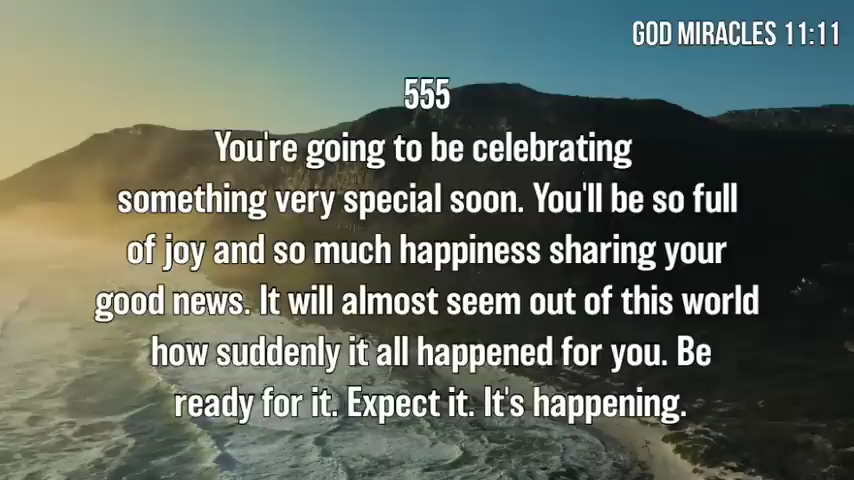 GOD MIRACLES 11:11
555
You're going to be celebrating
something very special soon. You'll be so full
of joy and so much happiness sharing your
good news. It will almost seem out of this world
how suddenly it all happened for you. Be
ready for it. Expect it. It's happening.